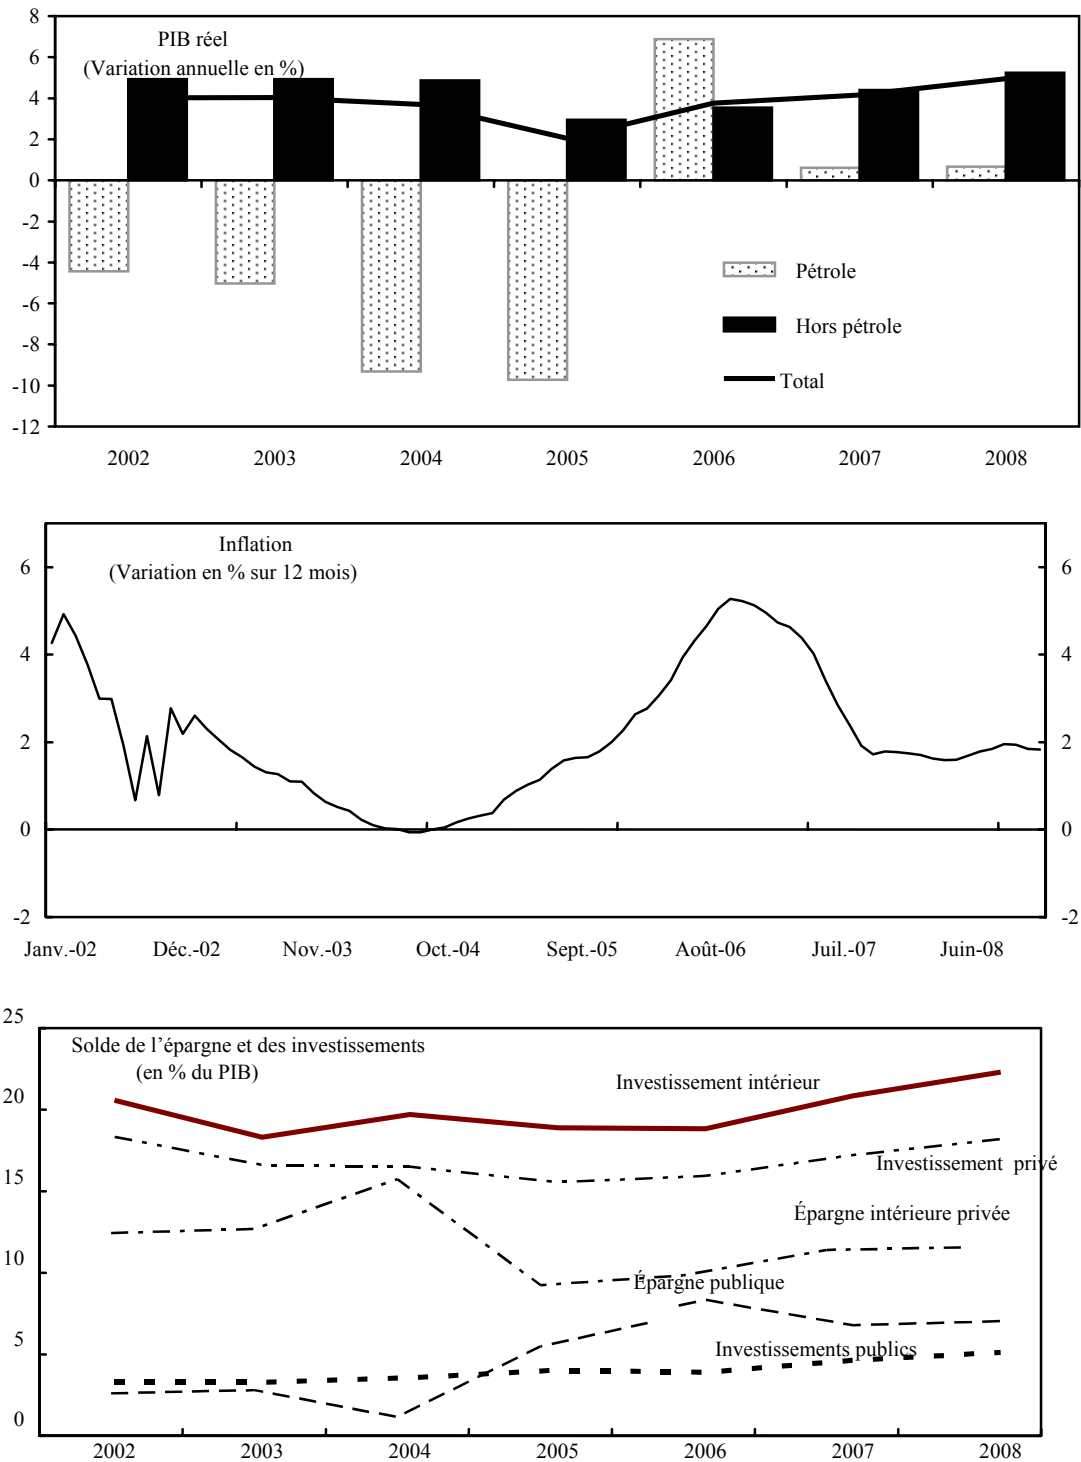 8
PIB réel
(Variation annuelle en %)
6
4
2
0
-2
-4
-6
-8
-10
-12
Pétrole
Hors pétrole
Total
2002 2003 2004 2005 2006 2007 2008
Inflation
(Variation en % sur 12 mois)
6 6
4 4
2 2
0 0
-2 -2
Janv.-02 Déc.-02 Nov.-03 Oct.-04 Sept.-05 Août-06 Juil.-07 Juin-08
25
Solde de l’épargne et des investissements
(en % du PIB)
Investissement intérieur
20
Investissement privé
15
Épargne intérieure privée
10
Épargne publique
5
Investissements publics
0
2002 2003 2004 2005 2006 2007 2008